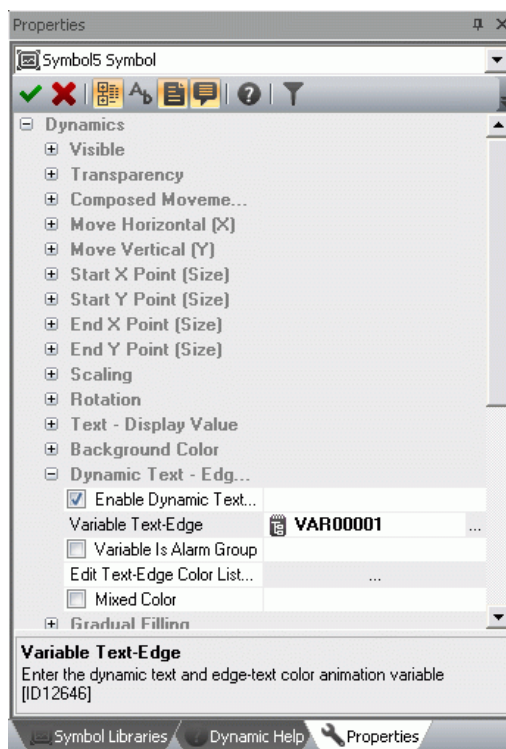 Properties
Symbol5 Symbol
Dynamics
Visible
Transparency
Composed Moveme...
Move Horizontal (X)
Move Vertical (Y)
Start X Point (Size)
Start Y Point (Size)
End X Point (Size)
End Y Point (Size)
Scaling
Rotation
Text - Display Value
Background Color
Dynamic Text - Edg...
Enable Dynamic Text...
Variable Text-Edge VAR00001 ...
Variable Is Alarm Group
Edit Text-Edge Color List... ...
Mixed Color
Gradual Filling
Variable Text-Edge
Enter the dynamic text and edge-text color animation variable
[ID12646]
Symbol Libraries Dynamic Help Properties